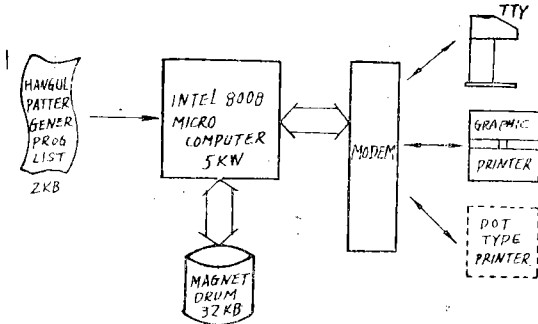 HANGUL
PATTER
GENER
PROG
LIST
2KB
INTEL 8008
MICRO
COMPUTER
5KW
MAGNET
DRUM
32KB
MODEM
TTY
GRAPHIC
PRINTER
DOT
TYPE
PRINTER